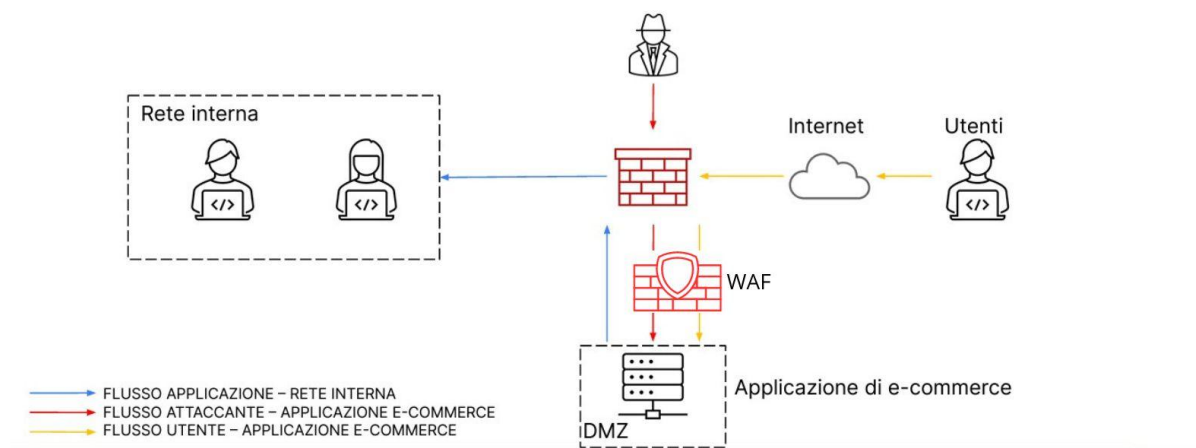 Rete interna
Internet
Utenti
</>
</>
</>
WAF
Applicazione di e-commerce
DMZ
FLUSSO APPLICAZIONE – RETE INTERNA
FLUSSO ATTACCANTE – APPLICAZIONE E-COMMERCE
FLUSSO UTENTE – APPLICAZIONE E-COMMERCE